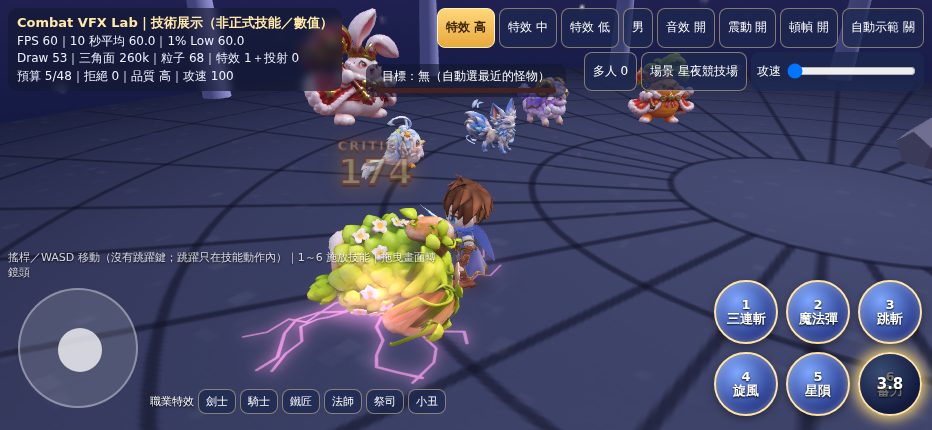 Combat VFX Lab｜技術展示（非正式技能／數值）
FPS 60｜10 秒平均 60.0｜1% Low 60.0
Draw 53｜三角面 260k｜粒子 68｜特效 1＋投射 0
預算 5/48｜拒絕 0｜品質 高｜攻速 100
特效 高
特效 中
特效 低
男
音效 開
震動 開
頓幀 開
自動示範 關
多人 0
場景 星夜競技場
攻速
目標：無（自動選最近的怪物）
CRITICAL
174
搖桿／WASD 移動（沒有跳躍鍵；跳躍只在技能動作內）｜1～6 施放技能｜拖曳畫面轉
鏡頭
1
三連斬
2
魔法彈
3
跳斬
4
旋風
5
星隕
6
3.8
蓄力
職業特效
劍士
騎士
鐵匠
法師
祭司
小丑